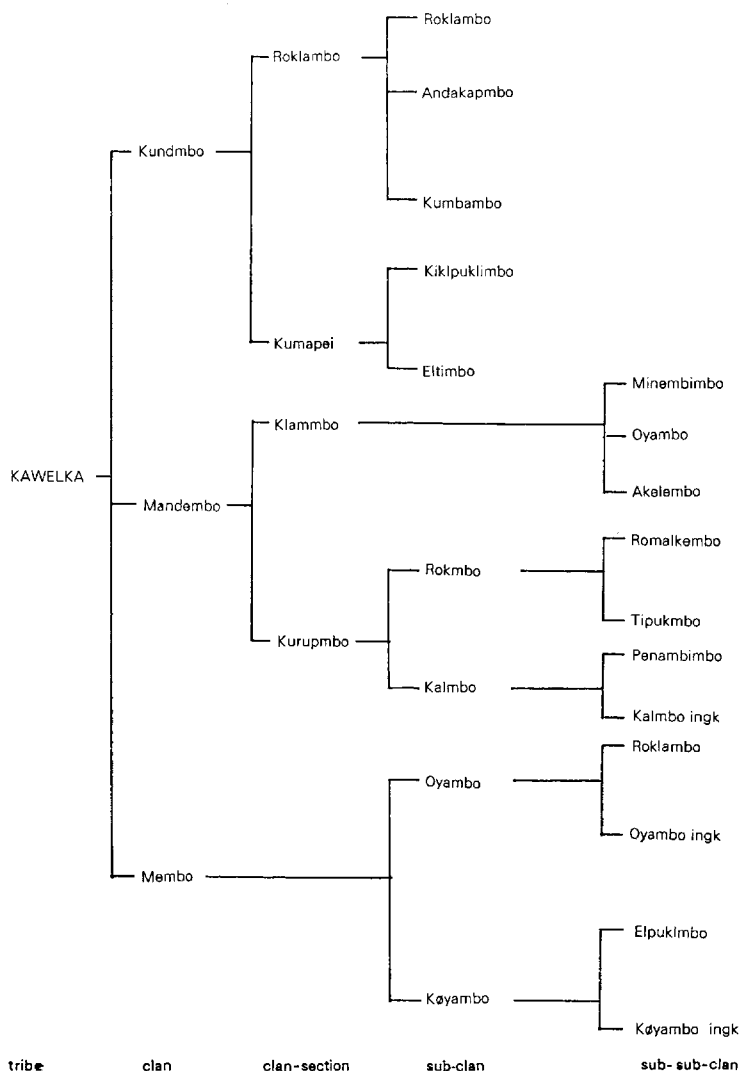 Roklambo
Roklambo
Andakapmbo
Kundmbo
Kumbambo
Kiklpuklimbo
Kumapei
Eltimbo
Minembimbo
Klammbo
Oyambo
KAWELKA
Akelembo
Mandembo
Romalkembo
Rokmbo
Tipukmbo
Kurupmbo
Penambimbo
Kalmbo
Kalmbo ingk
Roklambo
Oyambo
Oyambo ingk
Membo
Elpuklmbo
Køyambo
Køyambo ingk
tribe clan clan-section sub-clan sub-sub-clan